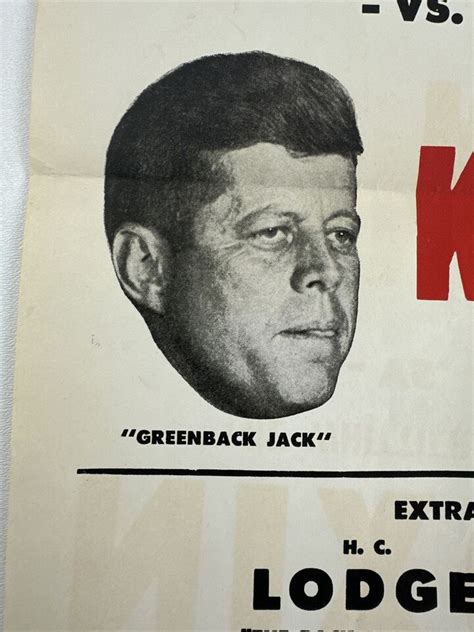 - VS.
K
"GREENBACK JACK"
EXTRA
H. C.
LODGE